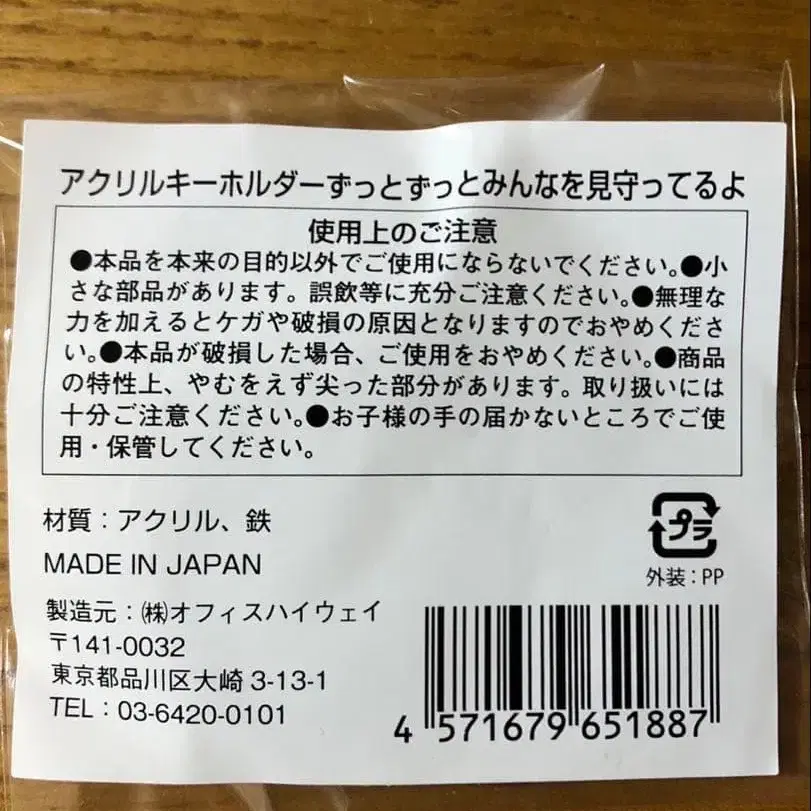 アクリルキーホルダーずっとずっとみんなを見守ってるよ
使用上のご注意
●本品を本来の目的以外でご使用にならないでください。●小
さな部品があります。誤飲等に充分ご注意ください。●無理な
力を加えるとケガや破損の原因となりますのでおやめくださ
い。●本品が破損した場合、ご使用をおやめください。●商品
の特性上、やむをえず尖った部分があります。取り扱いには
十分ご注意ください。●お子様の手の届かないところでご使
用・保管してください。
材質：アクリル、鉄
MADE IN JAPAN
プラ
外装：PP
製造元：㈱オフィスハイウェイ
〒141-0032
東京都品川区大崎 3-13-1
TEL：03-6420-0101
4 571679 651887